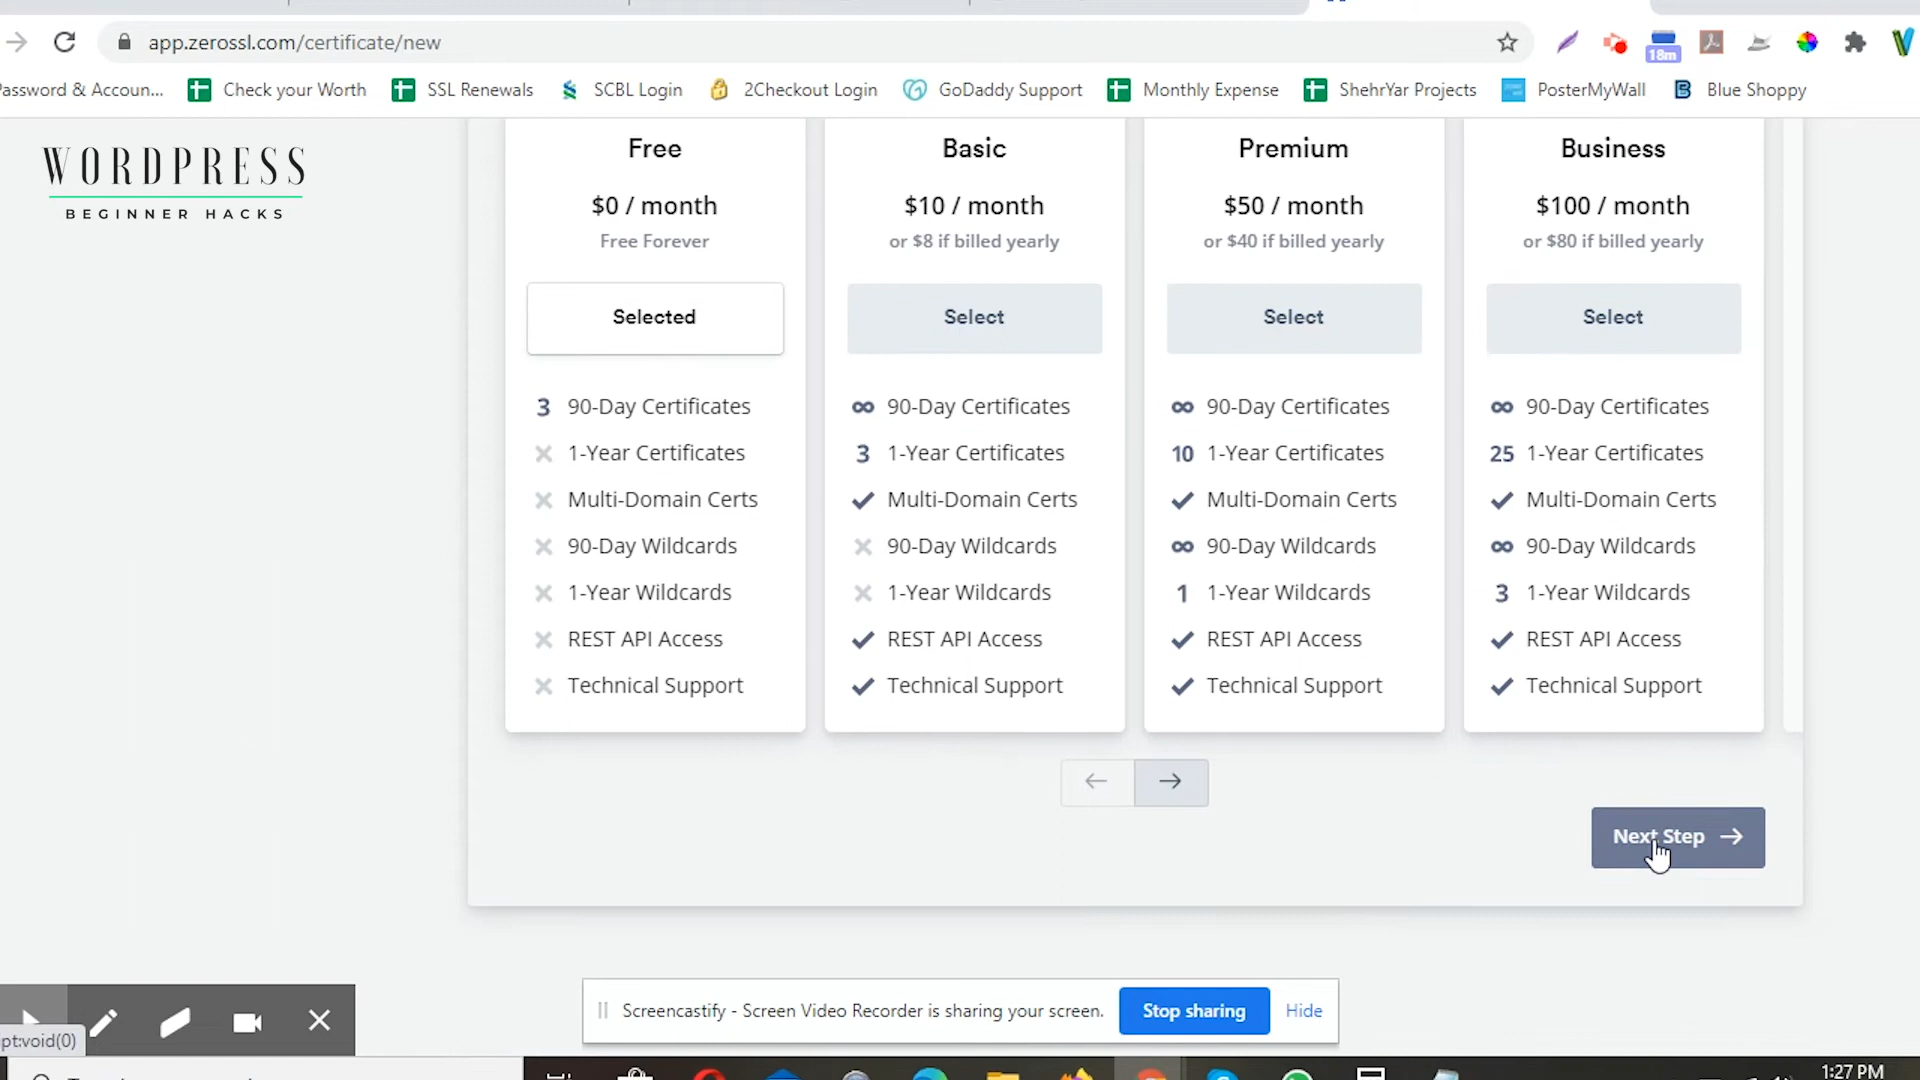 app.zerossl.com/certificate/new
18m
assword & Accoun...
Check your Worth
SSL Renewals
SCBL Login
2Checkout Login
GoDaddy Support
Monthly Expense
ShehrYar Projects
PosterMyWall
Blue Shoppy
WORDPRESS
BEGINNER HACKS
Free
$0 / month
Free Forever
Selected
3 90-Day Certificates
1-Year Certificates
Multi-Domain Certs
90-Day Wildcards
1-Year Wildcards
REST API Access
Technical Support
Basic
$10 / month
or $8 if billed yearly
Select
∞ 90-Day Certificates
3 1-Year Certificates
Multi-Domain Certs
90-Day Wildcards
1-Year Wildcards
REST API Access
Technical Support
Premium
$50 / month
or $40 if billed yearly
Select
∞ 90-Day Certificates
10 1-Year Certificates
Multi-Domain Certs
∞ 90-Day Wildcards
1 1-Year Wildcards
REST API Access
Technical Support
Business
$100 / month
or $80 if billed yearly
Select
∞ 90-Day Certificates
25 1-Year Certificates
Multi-Domain Certs
∞ 90-Day Wildcards
3 1-Year Wildcards
REST API Access
Technical Support
Next Step
Screencastify - Screen Video Recorder is sharing your screen.
Stop sharing
Hide
pt:void(0)
1:27 PM